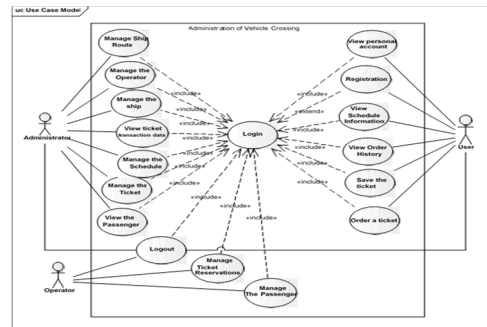 uc Use Case Model
Administration of Vehicle Crossing
Manage Ship
Route
Manage the
Operator
Manage the
ship
View ticket
transaction data
Manage the
Schedule
Manage the
Ticket
View the
Passenger
Logout
Manage
Ticket
Reservations
Manage
The Passenger
Login
View personal
account
Registration
View
Schedule
Information
View Order
History
Save the
ticket
Order a ticket
Administrator
User
Operator
«include»
«include»
«include»
«include»
«include»
«include»
«include»
«include»
«include»
«include»
«include»
«extend»
«include»
«include»
«include»
«include»